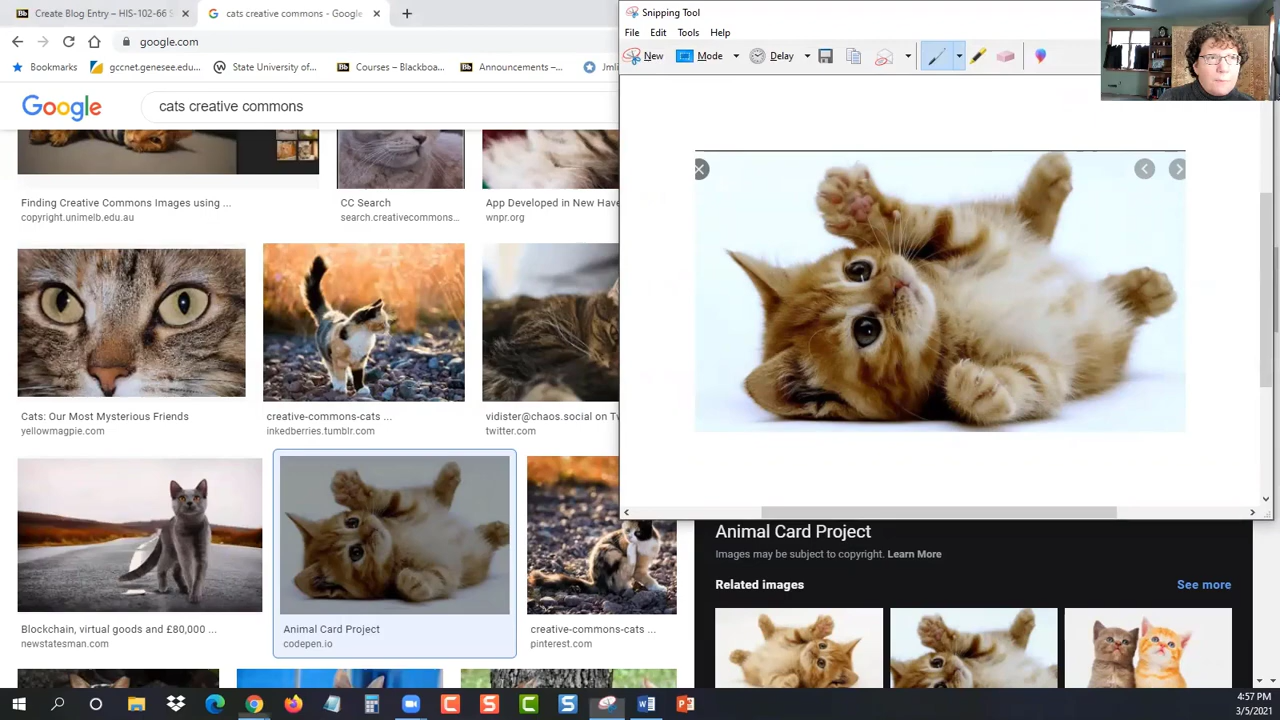 Create Blog Entry – HIS-102-66 S
cats creative commons - Google
Snipping Tool
google.com
File Edit Tools Help
Bookmarks
gccnet.genesee.edu...
State University of...
Courses – Blackboa...
Announcements –...
Jmli
New
Mode
Delay
Google
cats creative commons
Finding Creative Commons Images using ...
copyright.unimelb.edu.au
CC Search
search.creativecommons...
App Developed in New Have
wnpr.org
Cats: Our Most Mysterious Friends
yellowmagpie.com
creative-commons-cats ...
inkedberries.tumblr.com
vidister@chaos.social on Tw
twitter.com
Animal Card Project
Images may be subject to copyright. Learn More
Related images
See more
Blockchain, virtual goods and £80,000 ...
newstatesman.com
Animal Card Project
codepen.io
creative-commons-cats ...
pinterest.com
4:57 PM
3/5/2021